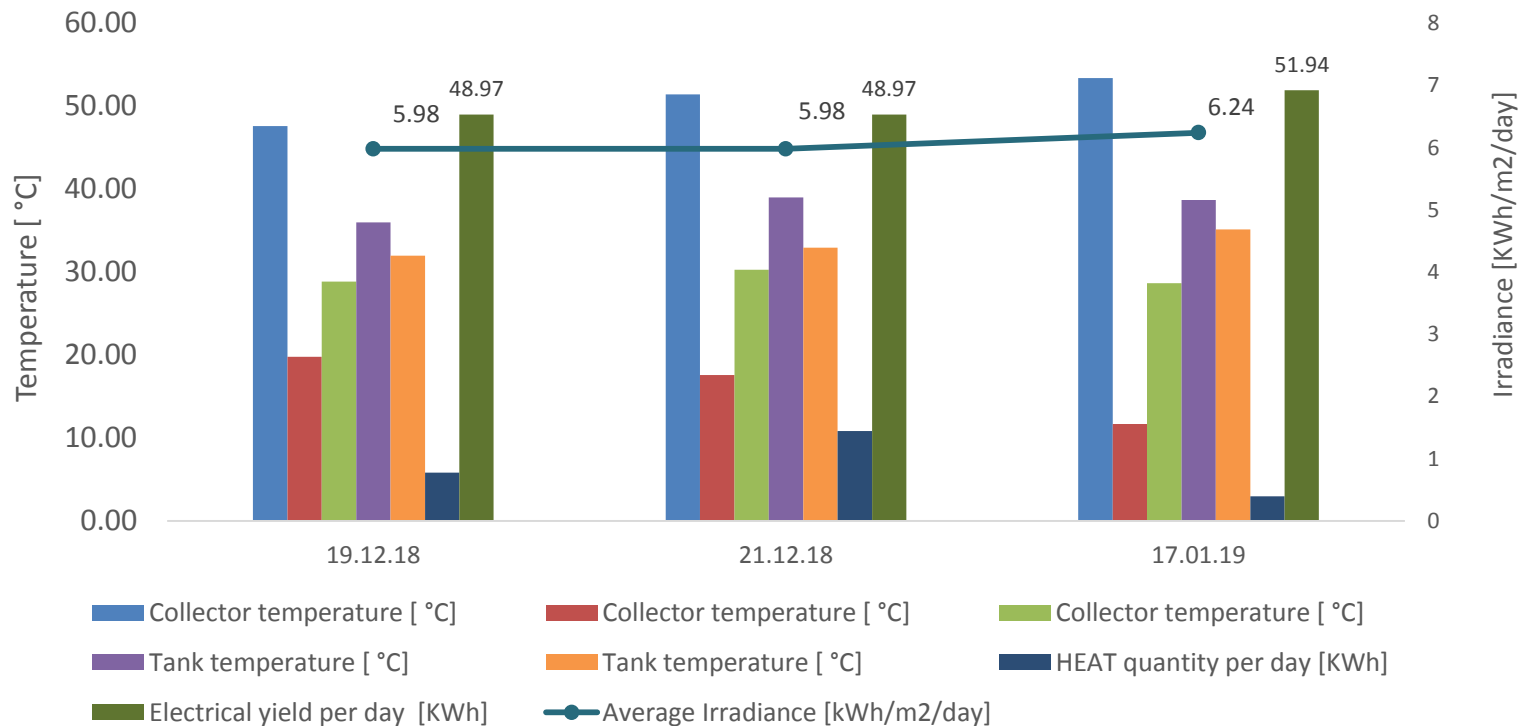 Temperature [ °C]
60.00
50.00
40.00
30.00
20.00
10.00
0.00
5.98
48.97
5.98
48.97
6.24
51.94
8
7
6
5
4
3
2
1
0
Irradiance [KWh/m2/day]
19.12.18
21.12.18
17.01.19
Collector temperature [ °C]
Collector temperature [ °C]
Collector temperature [ °C]
Tank temperature [ °C]
Tank temperature [ °C]
HEAT quantity per day [KWh]
Electrical yield per day  [KWh]
Average Irradiance [kWh/m2/day]